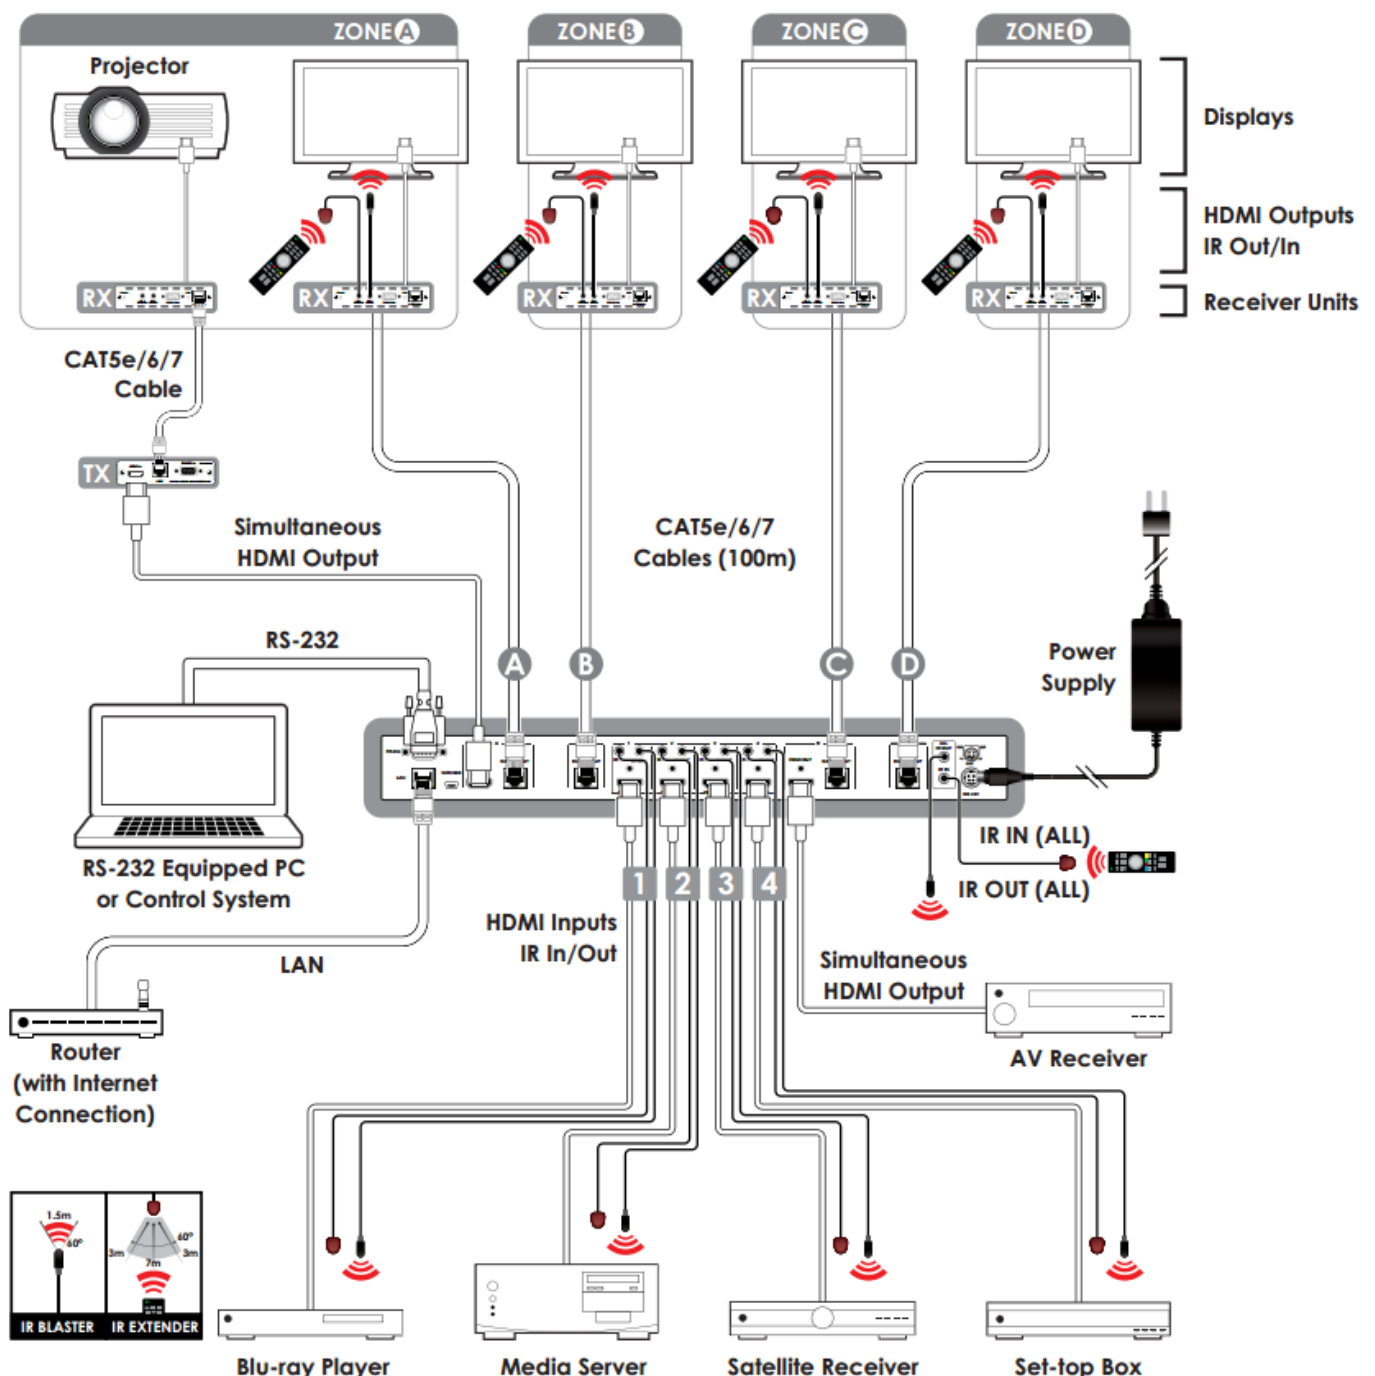 ZONE A
ZONE B
ZONE C
ZONE D
Projector
Displays
HDMI Outputs
IR Out/In
RX
RX
RX
RX
RX
Receiver Units
CAT5e/6/7
Cable
TX
Simultaneous
HDMI Output
CAT5e/6/7
Cables (100m)
RS-232
A
B
C
D
Power
Supply
RS-232 Equipped PC
or Control System
IR IN (ALL)
IR OUT (ALL)
1
2
3
4
HDMI Inputs
IR In/Out
LAN
Simultaneous
HDMI Output
Router
(with Internet
Connection)
AV Receiver
1.5m
60°
3m
60°
3m
7m
IR BLASTER
IR EXTENDER
Blu-ray Player
Media Server
Satellite Receiver
Set-top Box